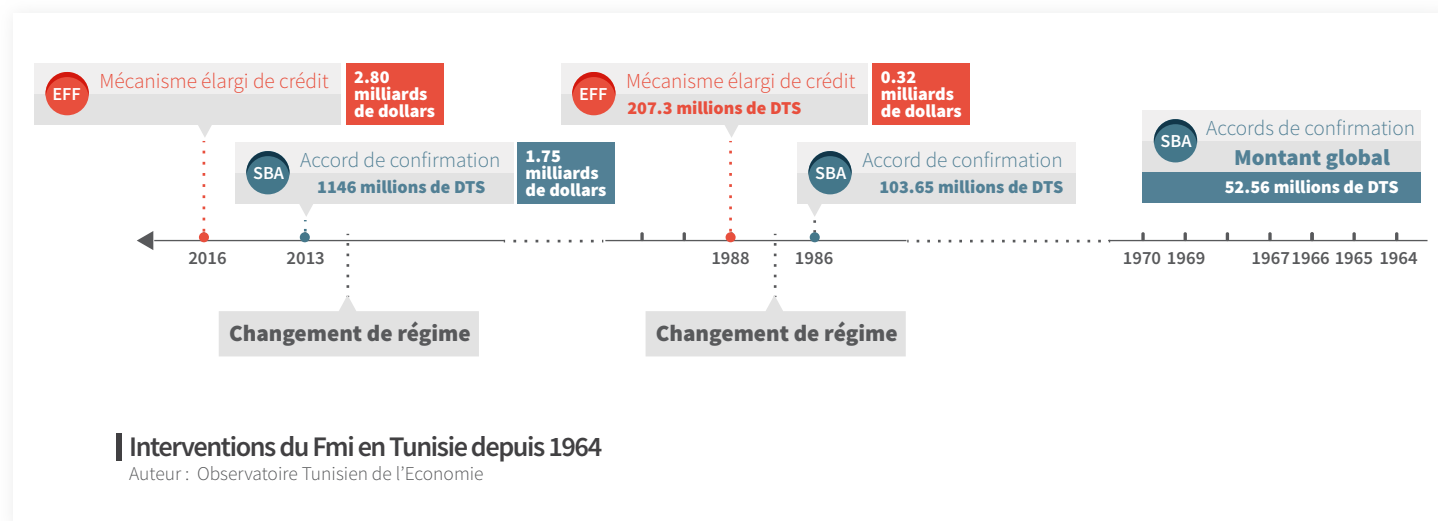 EFF
Mécanisme élargi de crédit
2.80
milliards
de dollars
EFF
Mécanisme élargi de crédit
207.3 millions de DTS
0.32
milliards
de dollars
SBA
Accords de confirmation
Montant global
52.56 millions de DTS
SBA
Accord de confirmation
1146 millions de DTS
1.75
milliards
de dollars
SBA
Accord de confirmation
103.65 millions de DTS
2016 2013 1988 1986 1970 1969 1967 1966 1965 1964
Changement de régime
Changement de régime
Interventions du Fmi en Tunisie depuis 1964
Auteur : Observatoire Tunisien de l’Economie